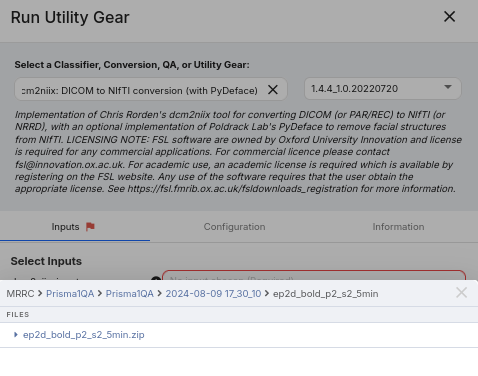 Run Utility Gear
Select a Classifier, Conversion, QA, or Utility Gear:
cm2niix: DICOM to NIfTI conversion (with PyDeface)
1.4.4_1.0.20220720
Implementation of Chris Rorden's dcm2niix tool for converting DICOM (or PAR/REC) to NIfTI (or
NRRD), with an optional implementation of Poldrack Lab's PyDeface to remove facial structures
from NIfTI. LICENSING NOTE: FSL software are owned by Oxford University Innovation and license
is required for any commercial applications. For commercial licence please contact
fsl@innovation.ox.ac.uk. For academic use, an academic license is required which is available by
registering on the FSL website. Any use of the software requires that the user obtain the
appropriate license. See https://fsl.fmrib.ox.ac.uk/fsldownloads_registration for more information.
Inputs Configuration Information
Select Inputs
MRRC > Prisma1QA > Prisma1QA > 2024-08-09 17_30_10 > ep2d_bold_p2_s2_5min
FILES
ep2d_bold_p2_s2_5min.zip